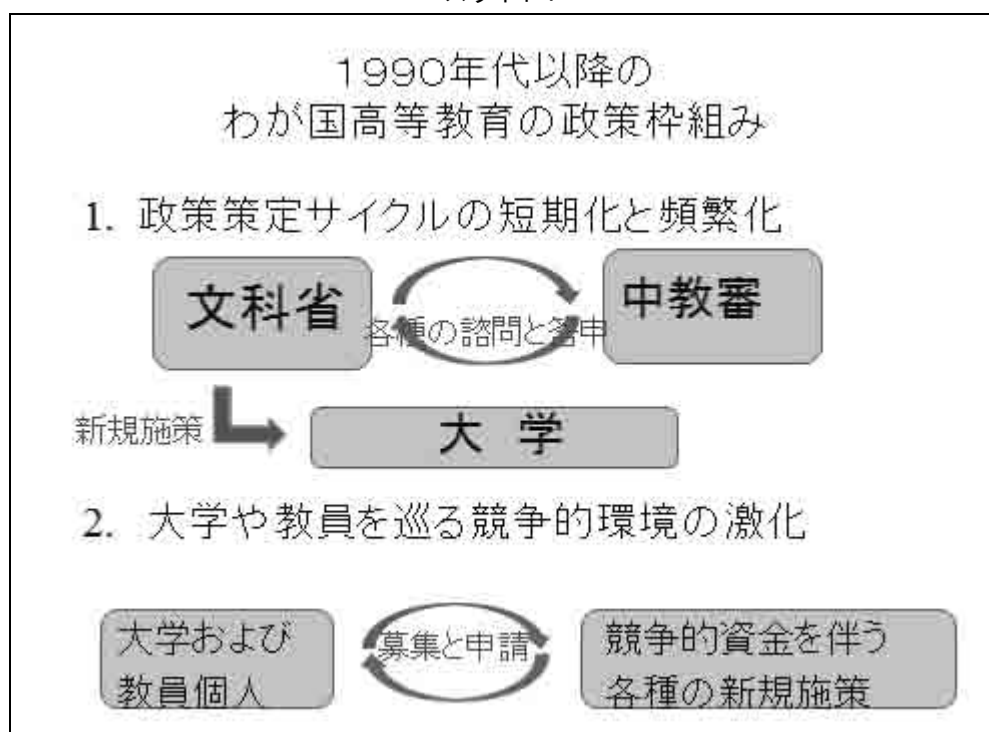 1990年代以降の
わが国高等教育の政策枠組み
1. 政策策定サイクルの短期化と頻繁化
文科省
中教審
各種の諮問と答申
新規施策
大 学
2. 大学や教員を巡る競争的環境の激化
大学および
教員個人
募集と申請
競争的資金を伴う
各種の新規施策